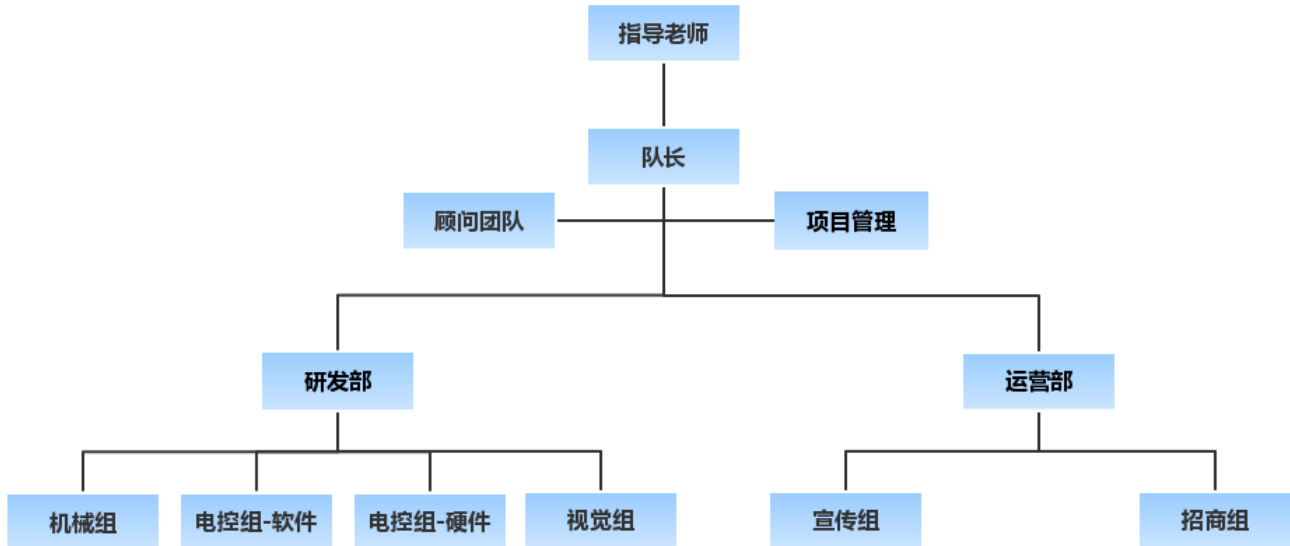 指导老师
队长
顾问团队
项目管理
研发部
运营部
机械组
电控组-软件
电控组-硬件
视觉组
宣传组
招商组